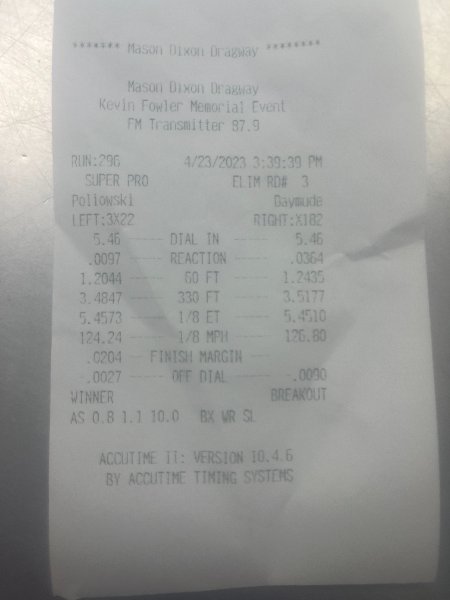 ******* Mason Dixon Dragway ********
Mason Dixon Dragway
Kevin Fowler Memorial Event
FM Transmitter 87.9
RUN:296 4/23/2023 3:39:39 PM
SUPER PRO ELIM RD# 3
Poliowski Daymude
LEFT:3X22 RIGHT:X182
5.46 ---- DIAL IN ---- 5.46
.0097 ---- REACTION ---- .0364
1.2044 ---- 60 FT ---- 1.2435
3.4847 ---- 330 FT ---- 3.5177
5.4573 ---- 1/8 ET ---- 5.4510
124.24 ---- 1/8 MPH ---- 126.80
.0204 ---- FINISH MARGIN ----
-.0027 ---- OFF DIAL ---- -.0090
WINNER BREAKOUT
AS 0.8 1.1 10.0 BX WR SL
ACCUTIME II: VERSION 10.4.6
BY ACCUTIME TIMING SYSTEMS